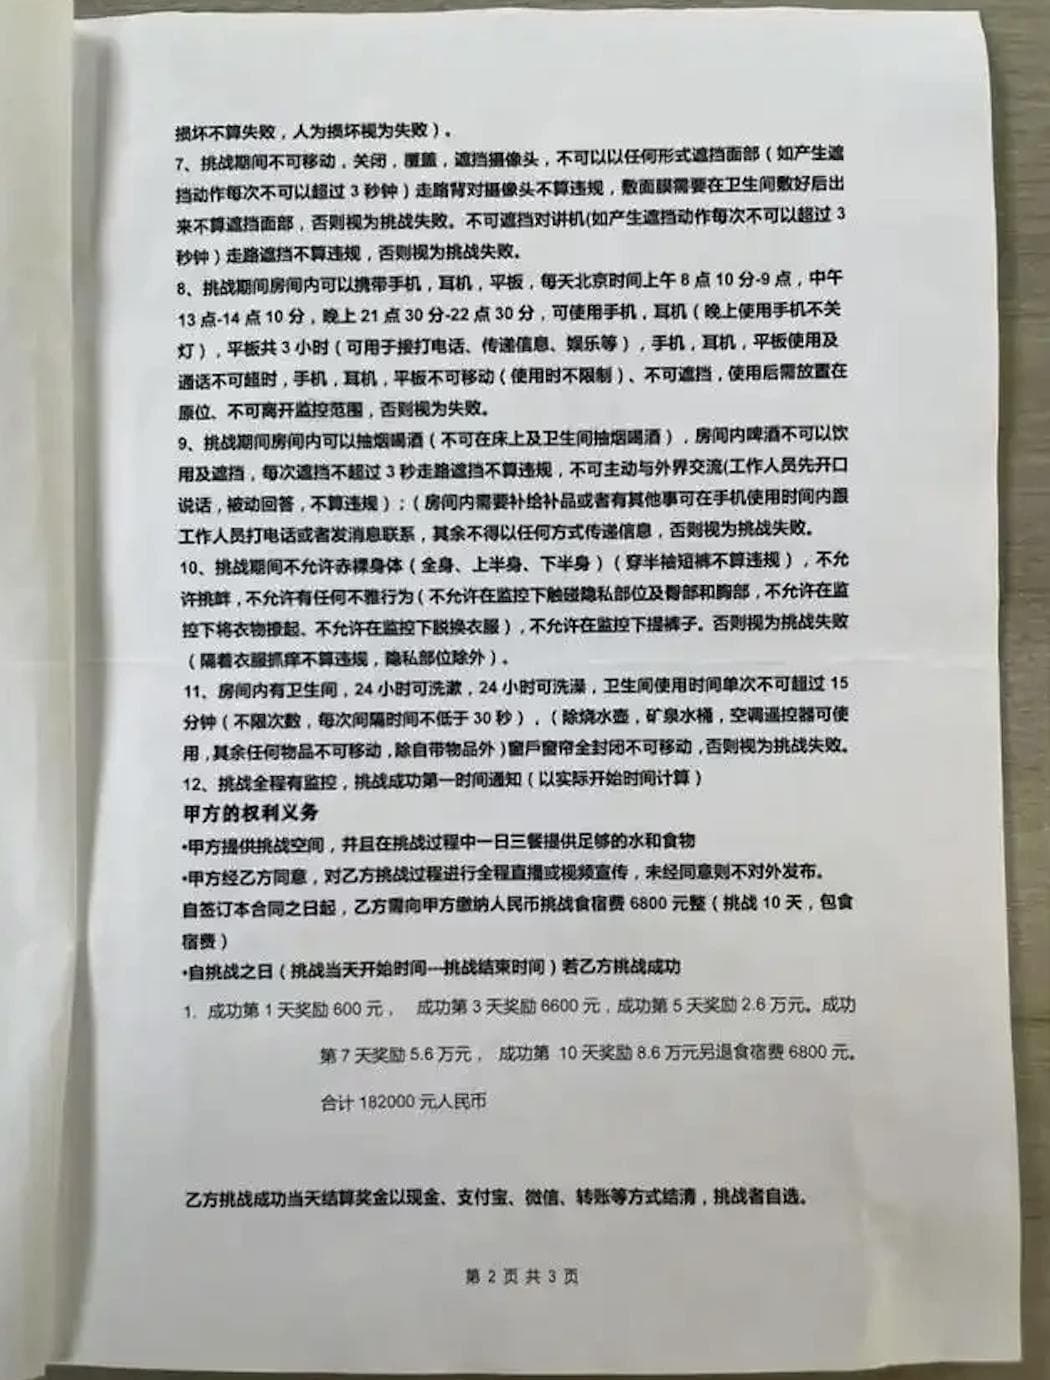 损坏不算失败，人为损坏视为失败）。
7、挑战期间不可移动，关闭，覆盖，遮挡摄像头，不可以以任何形式遮挡面部（如产生遮
挡动作每次不可以超过 3 秒钟）走路背对摄像头不算违规，敷面膜需要在卫生间敷好后出
来不算遮挡面部，否则视为挑战失败。不可遮挡对讲机(如产生遮挡动作每次不可以超过 3
秒钟）走路遮挡不算违规，否则视为挑战失败。
8、挑战期间房间内可以携带手机，耳机，平板，每天北京时间上午 8 点 10 分-9 点，中午
13 点-14 点 10 分，晚上 21 点 30 分-22 点 30 分，可使用手机，耳机（晚上使用手机不关
灯），平板共 3 小时（可用于接打电话、传递信息、娱乐等），手机，耳机，平板使用及
通话不可超时，手机，耳机，平板不可移动（使用时不限制）、不可遮挡，使用后需放置在
原位、不可离开监控范围，否则视为失败。
9、挑战期间房间内可以抽烟喝酒（不可在床上及卫生间抽烟喝酒），房间内啤酒不可以饮
用及遮挡，每次遮挡不超过 3 秒走路遮挡不算违规，不可主动与外界交流(工作人员先开口
说话，被动回答，不算违规）；（房间内需要补给补品或者有其他事可在手机使用时间内跟
工作人员打电话或者发消息联系，其余不得以任何方式传递信息，否则视为挑战失败。
10、挑战期间不允许赤裸身体（全身、上半身、下半身）（穿半袖短裤不算违规），不允
许挑衅，不允许有任何不雅行为（不允许在监控下触碰隐私部位及臀部和胸部，不允许在监
控下将衣物撩起、不允许在监控下脱换衣服），不允许在监控下提裤子。否则视为挑战失败
（隔着衣服抓痒不算违规，隐私部位除外）。
11、房间内有卫生间，24 小时可洗漱，24 小时可洗澡，卫生间使用时间单次不可超过 15
分钟（不限次数，每次间隔时间不低于 30 秒），（除烧水壶，矿泉水桶，空调遥控器可使
用，其余任何物品不可移动，除自带物品外）窗戶窗帘全封闭不可移动，否则视为挑战失败。
12、挑战全程有监控，挑战成功第一时间通知（以实际开始时间计算）
甲方的权利义务
•甲方提供挑战空间，并且在挑战过程中一日三餐提供足够的水和食物
•甲方经乙方同意，对乙方挑战过程进行全程直播或视频宣传，未经同意则不对外发布。
自签订本合同之日起，乙方需向甲方缴纳人民币挑战食宿费 6800 元整（挑战 10 天，包食
宿费）
•自挑战之日（挑战当天开始时间---挑战结束时间）若乙方挑战成功
1. 成功第 1 天奖励 600 元， 成功第 3 天奖励 6600 元，成功第 5 天奖励 2.6 万元。成功
第 7 天奖励 5.6 万元， 成功第 10 天奖励 8.6 万元另退食宿费 6800 元。
合计 182000 元人民币
乙方挑战成功当天结算奖金以现金、支付宝、微信、转账等方式结清，挑战者自选。
第 2 页 共 3 页